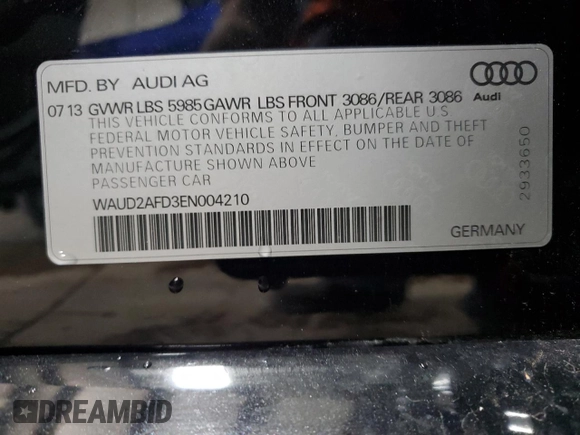 MFD. BY AUDI AG
07 13 GVWR LBS 5985 GAWR LBS FRONT 3086/REAR 3086
Audi
THIS VEHICLE CONFORMS TO ALL APPLICABLE U S
FEDERAL MOTOR VEHICLE SAFETY, BUMPER AND THEFT
PREVENTION STANDARDS IN EFFECT ON THE DATE OF
MANUFACTURE SHOWN ABOVE
PASSENGER CAR
WAUD2AFD3EN004210
GERMANY
2933650
DREAMBID